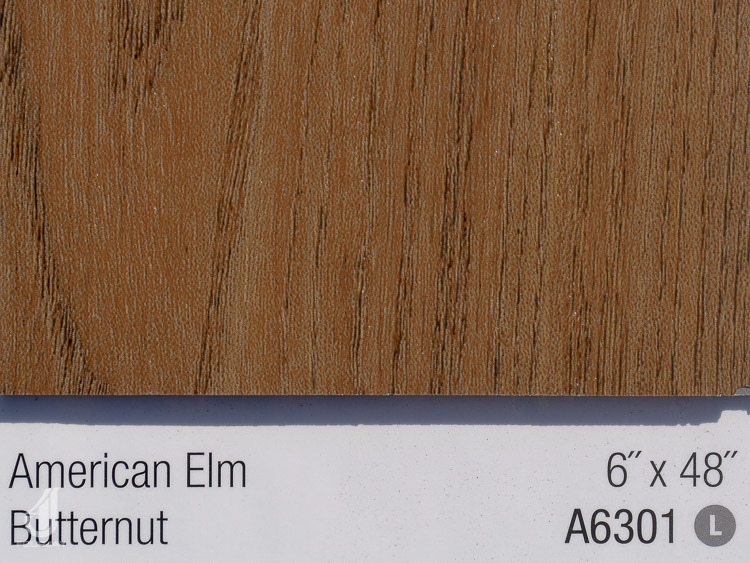 American Elm 6″ x 48″
Butternut A6301 L